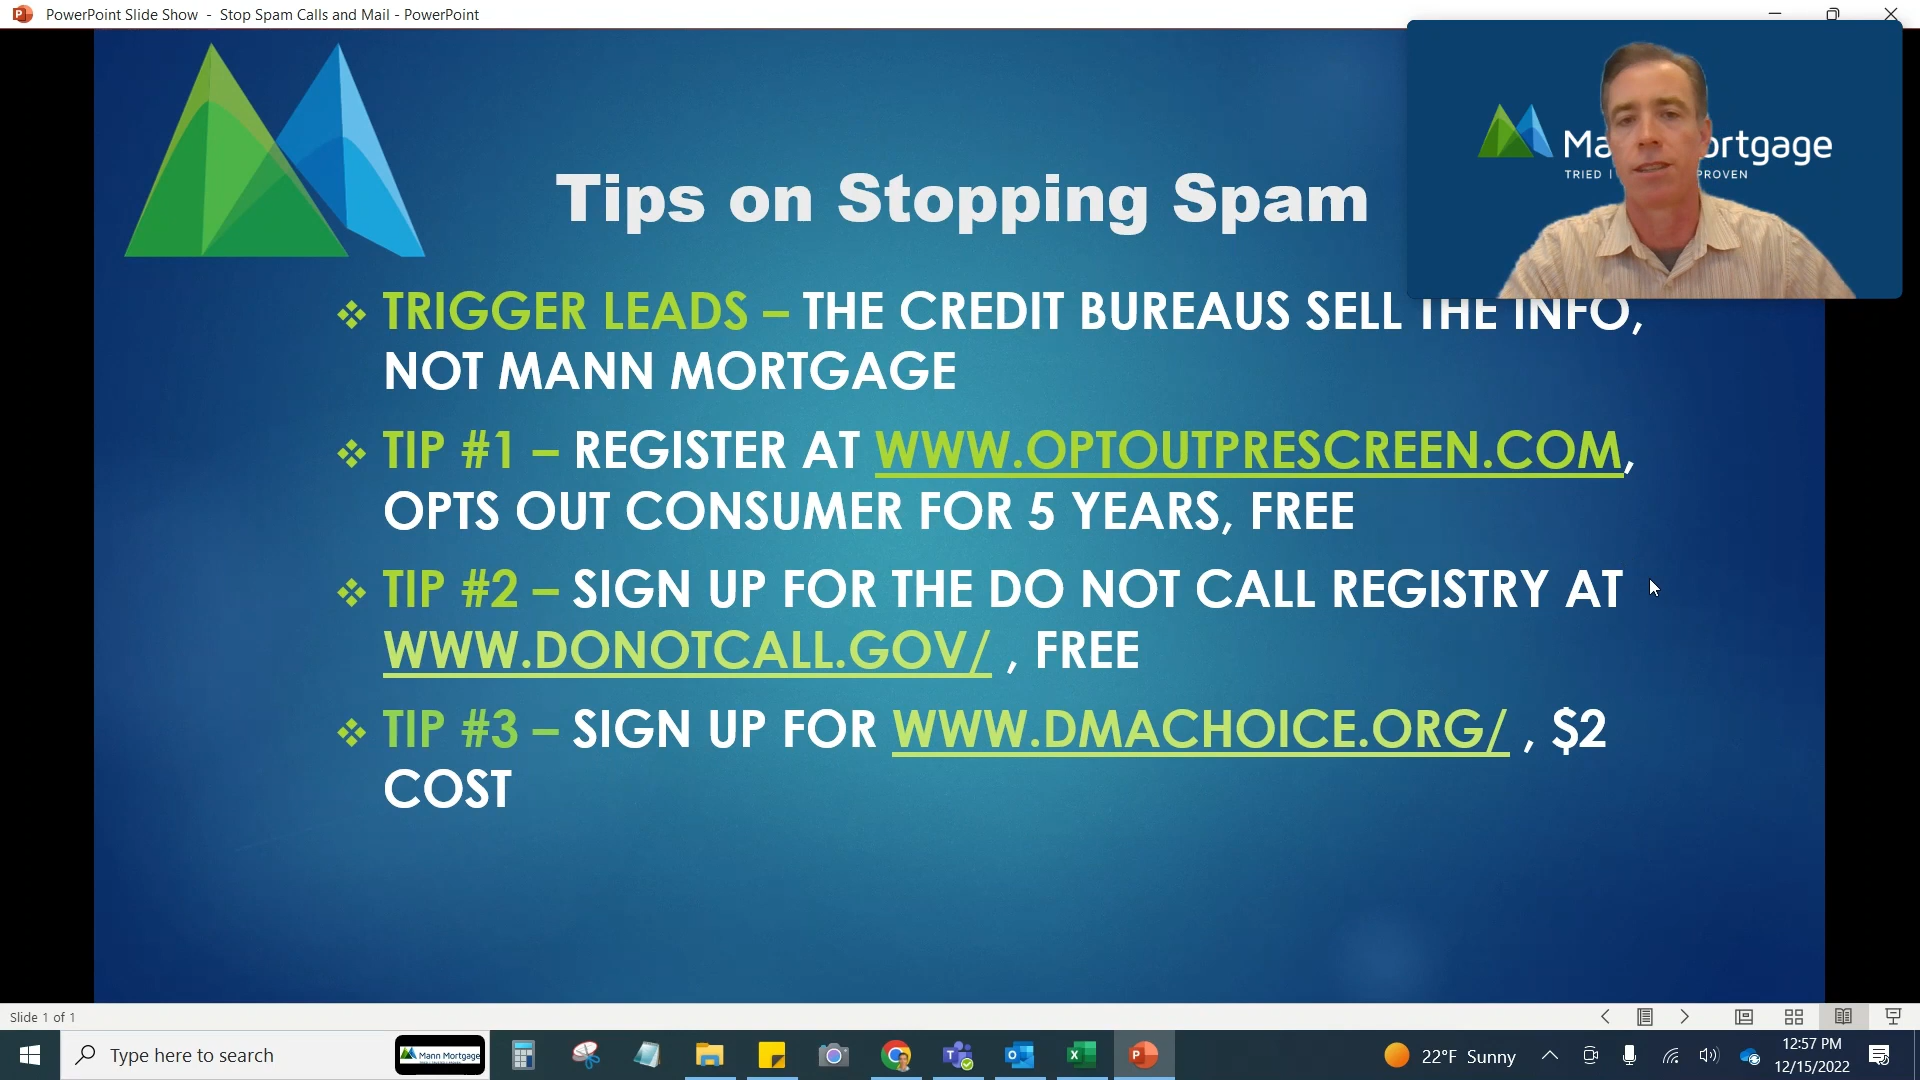 PowerPoint Slide Show - Stop Spam Calls and Mail - PowerPoint
Mortgage
TRIED | PROVEN
Tips on Stopping Spam
❖ TRIGGER LEADS – THE CREDIT BUREAUS SELL THE INFO,
NOT MANN MORTGAGE
❖ TIP #1 – REGISTER AT WWW.OPTOUTPRESCREEN.COM,
OPTS OUT CONSUMER FOR 5 YEARS, FREE
❖ TIP #2 – SIGN UP FOR THE DO NOT CALL REGISTRY AT
WWW.DONOTCALL.GOV/ , FREE
❖ TIP #3 – SIGN UP FOR WWW.DMACHOICE.ORG/ , $2
COST
Slide 1 of 1
Type here to search
Mann Mortgage
22°F Sunny
12:57 PM
12/15/2022